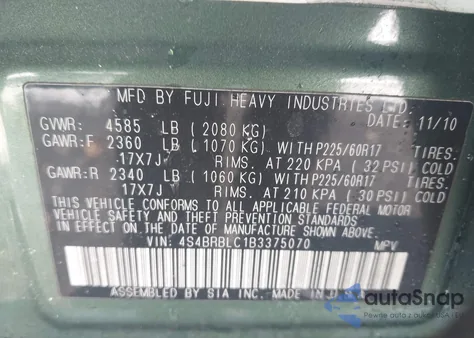 MFD BY FUJI HEAVY INDUSTRIES LTD.
DATE: 11/10
GVWR: 4585 LB (2080 KG)
GAWR:F 2360 LB (1070 KG) WITH P225/60R17 TIRES.
17X7J RIMS. AT 220 KPA (32 PSI) COLD.
GAWR:R 2340 LB (1060 KG) WITH P225/60R17 TIRES.
17X7J RIMS. AT 210 KPA (30 PSI) COLD.
THIS VEHICLE CONFORMS TO ALL APPLICABLE FEDERAL MOTOR
VEHICLE SAFETY AND THEFT PREVENTION STANDARDS
IN EFFECT ON THE DATE OF MANUFACTURE SHOWN ABOVE.
VIN: 4S4BRBLC1B3375070 MPV
ASSEMBLED BY SIA INC. IN U.S.A.
autoSnap
Pewne auto z USA i E